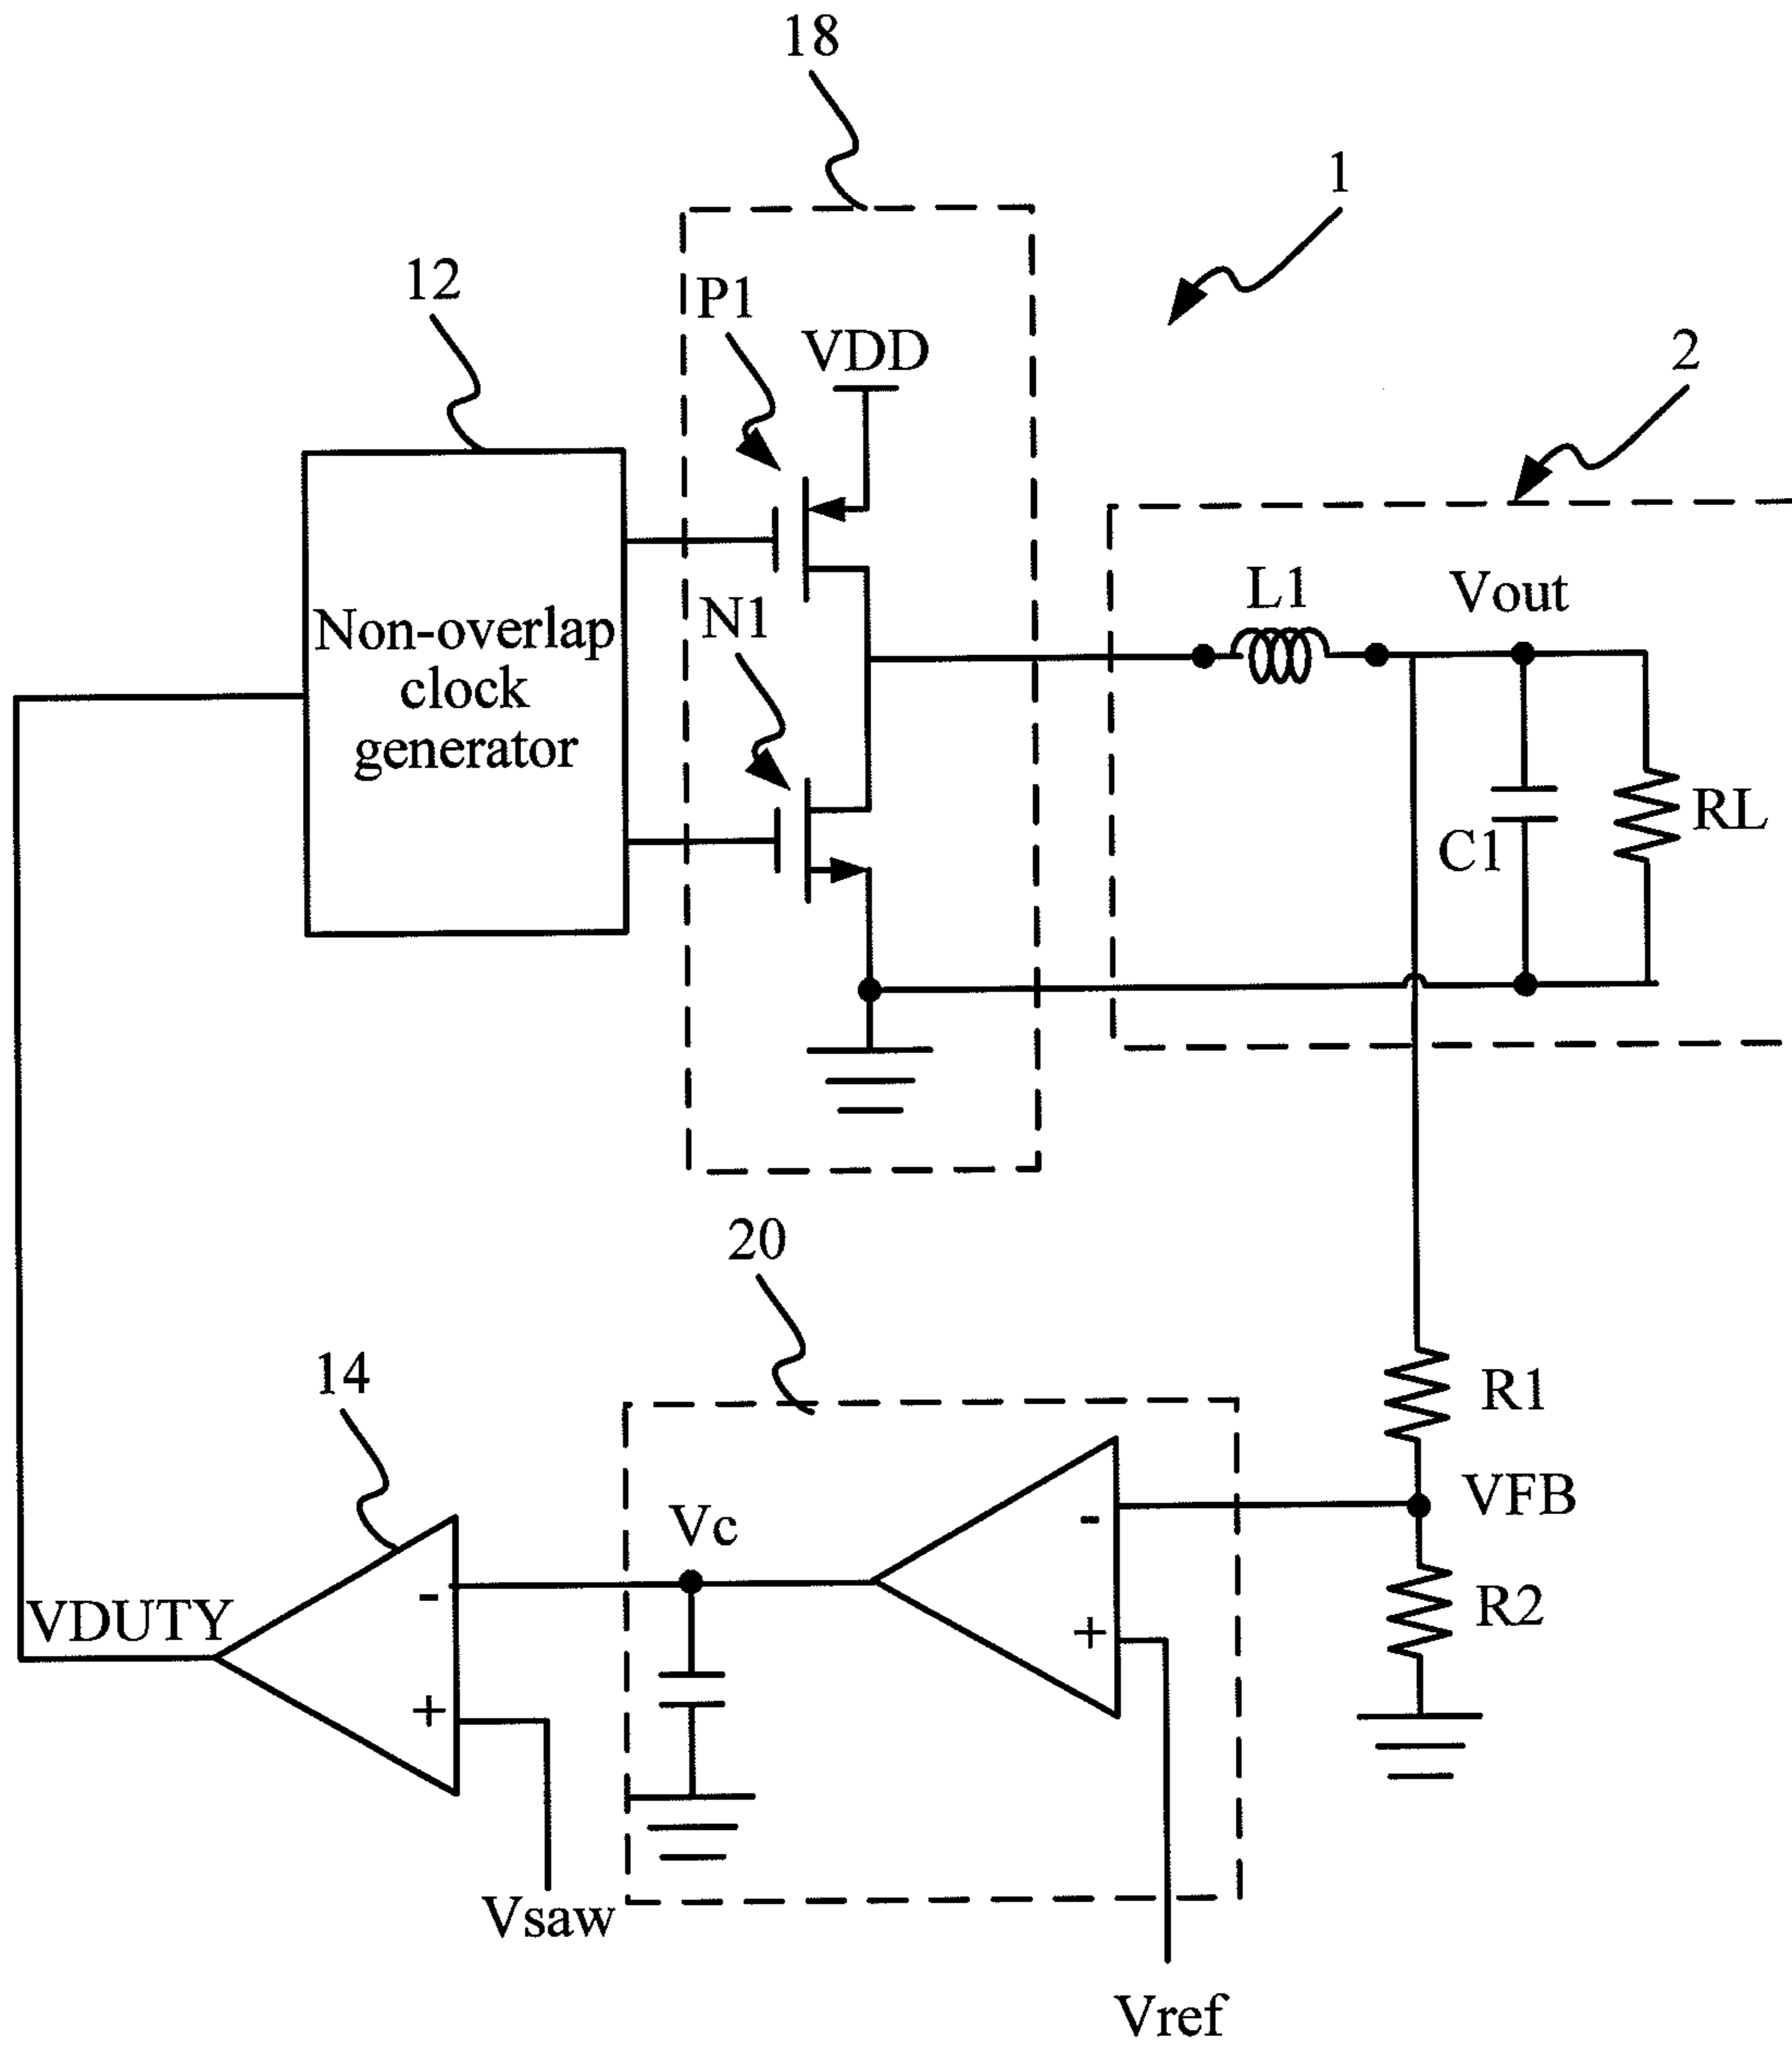 18
1
12
P1
VDD
2
L1
Vout
N1
Non-overlap
clock
generator
RL
C1
20
14
R1
VFB
Vc
-
-
R2
VDUTY
+
+
Vsaw
Vref